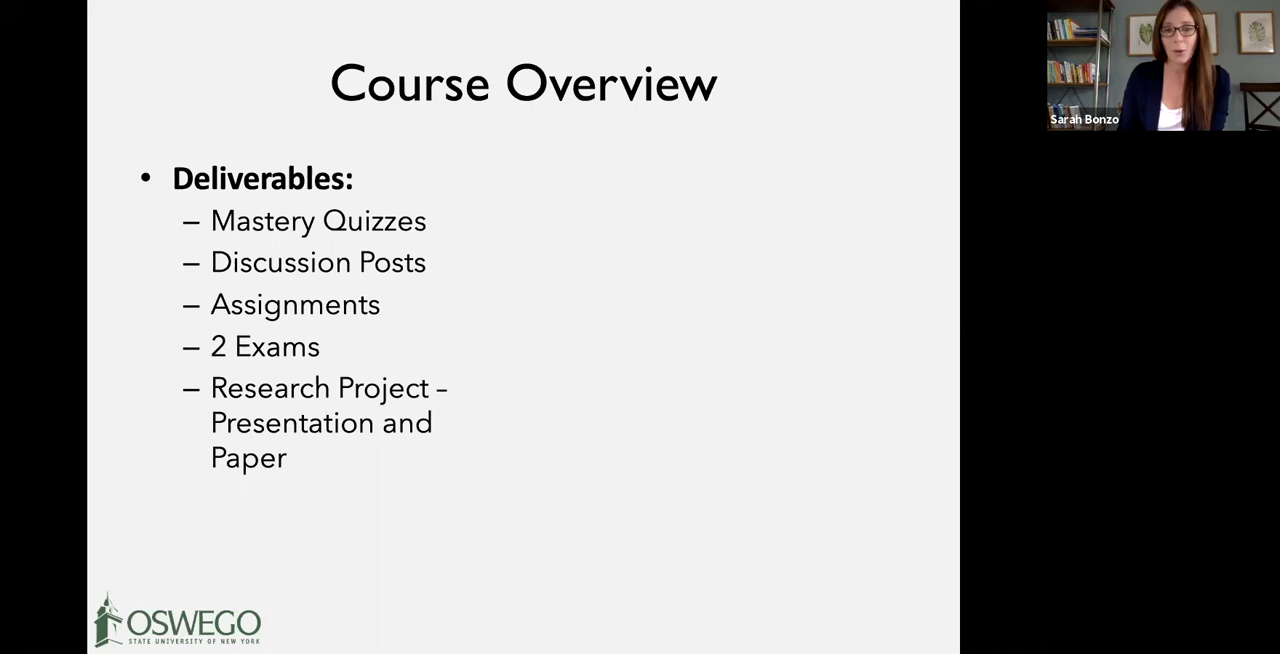 Course Overview
• Deliverables:
– Mastery Quizzes
– Discussion Posts
– Assignments
– 2 Exams
– Research Project –
Presentation and
Paper
OSWEGO
STATE UNIVERSITY OF NEW YORK
Sarah Bonzo